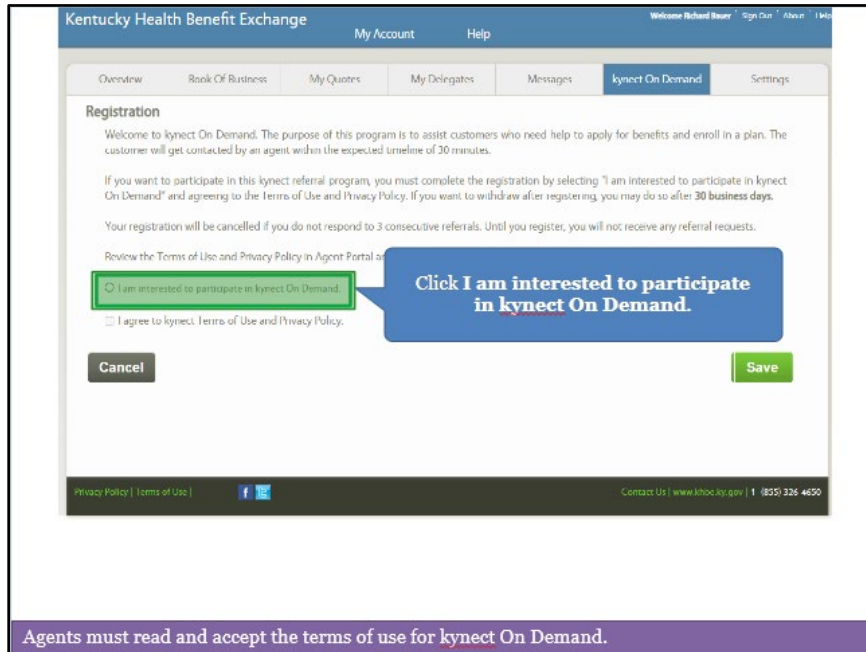 Kentucky Health Benefit Exchange
Welcome Richard Bauer Sign Out About Help
My Account Help
Overview Book Of Business My Quotes My Delegates Messages kynect On Demand Settings
Registration
Welcome to kynect On Demand. The purpose of this program is to assist customers who need help to apply for benefits and enroll in a plan. The
customer will get contacted by an agent within the expected timeline of 30 minutes.
If you want to participate in this kynect referral program, you must complete the registration by selecting "I am interested to participate in kynect
On Demand" and agreeing to the Terms of Use and Privacy Policy. If you want to withdraw after registering, you may do so after 30 business days.
Your registration will be cancelled if you do not respond to 3 consecutive referrals. Until you register, you will not receive any referral requests.
Review the Terms of Use and Privacy Policy in Agent Portal
I am interested to participate in kynect On Demand.
Click I am interested to participate
in kynect On Demand.
I agree to kynect Terms of Use and Privacy Policy.
Cancel Save
Privacy Policy | Terms of Use | Contact Us | www.khbe.ky.gov | 1 (855) 326 4650
Agents must read and accept the terms of use for kynect On Demand.